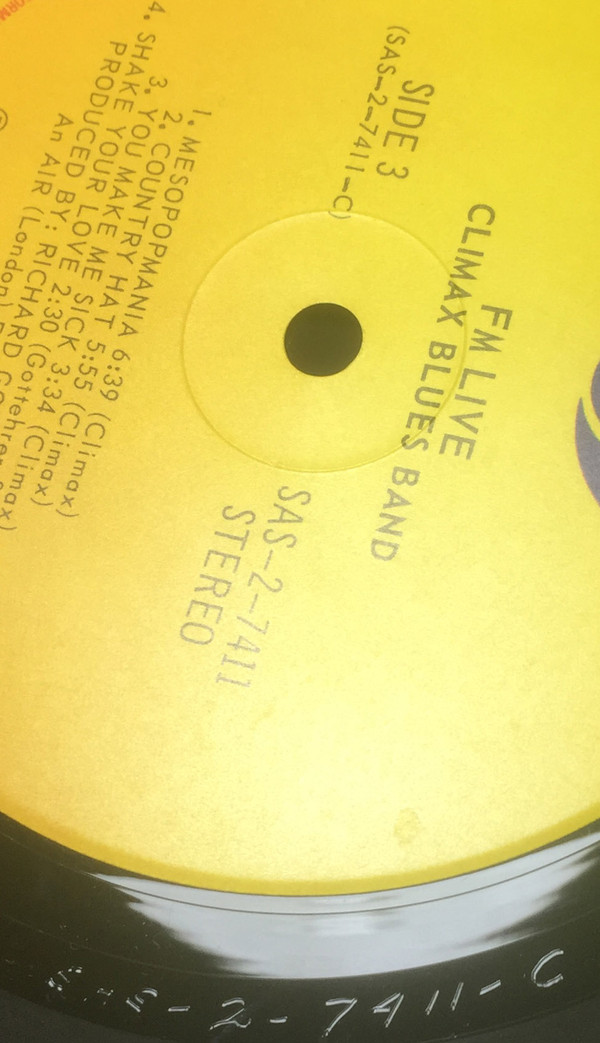 FM LIVE
CLIMAX BLUES BAND
SIDE 3
(SAS-2-7411-C)
SAS-2-7411
STEREO
1. MESOPOPMANIA 6:39 (Climax)
2. COUNTRY HAT 5:55 (Climax)
3. YOU MAKE ME SICK 3:34 (Climax)
4. SHAKE YOUR LOVE 2:30 (Gottehrer
PRODUCED BY: RICHARD
An AIR (London)
-2-7411-C